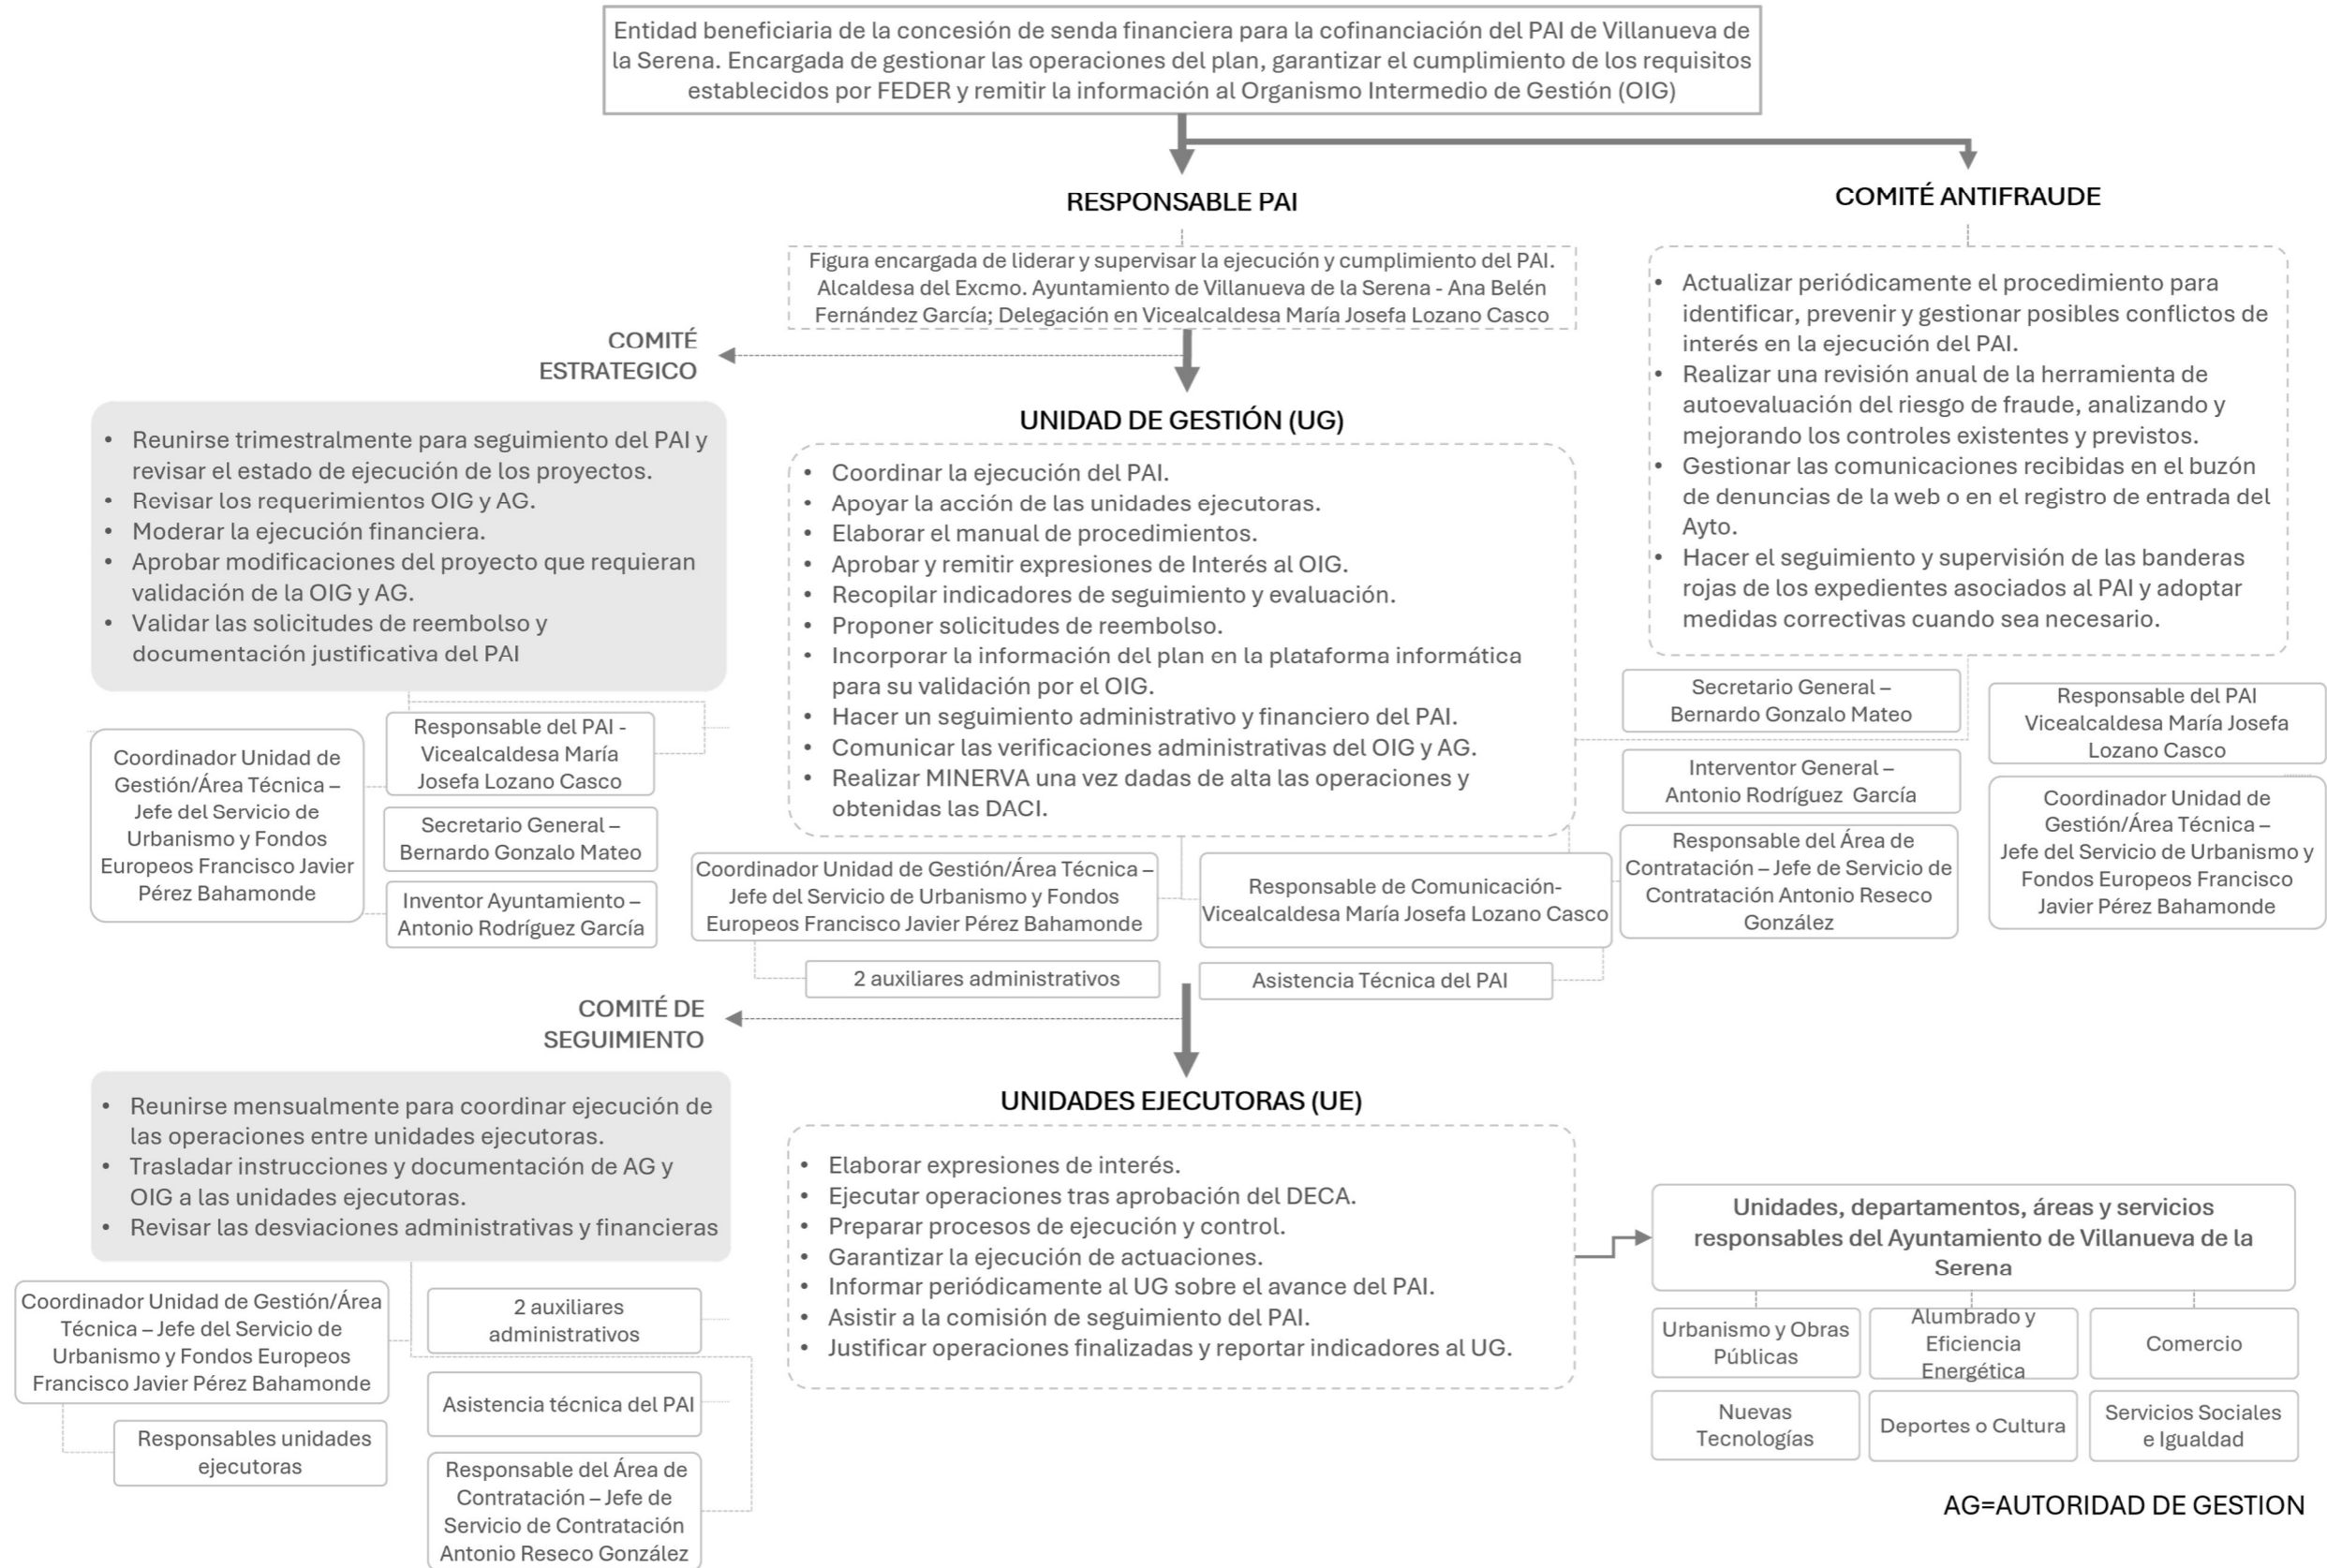 Entidad beneficiaria de la concesión de senda financiera para la cofinanciación del PAI de Villanueva de
la Serena. Encargada de gestionar las operaciones del plan, garantizar el cumplimiento de los requisitos
establecidos por FEDER y remitir la información al Organismo Intermedio de Gestión (OIG)
RESPONSABLE PAI
Figura encargada de liderar y supervisar la ejecución y cumplimiento del PAI.
Alcaldesa del Excmo. Ayuntamiento de Villanueva de la Serena - Ana Belén
Fernández García; Delegación en Vicealcaldesa María Josefa Lozano Casco
COMITÉ ANTIFRAUDE
• Actualizar periódicamente el procedimiento para
identificar, prevenir y gestionar posibles conflictos de
interés en la ejecución del PAI.
• Realizar una revisión anual de la herramienta de
autoevaluación del riesgo de fraude, analizando y
mejorando los controles existentes y previstos.
• Gestionar las comunicaciones recibidas en el buzón
de denuncias de la web o en el registro de entrada del
Ayto.
• Hacer el seguimiento y supervisión de las banderas
rojas de los expedientes asociados al PAI y adoptar
medidas correctivas cuando sea necesario.
Secretario General –
Bernardo Gonzalo Mateo
Interventor General –
Antonio Rodríguez García
Responsable del Área de
Contratación – Jefe de Servicio de
Contratación Antonio Reseco
González
Responsable del PAI
Vicealcaldesa María Josefa
Lozano Casco
Coordinador Unidad de
Gestión/Área Técnica –
Jefe del Servicio de Urbanismo y
Fondos Europeos Francisco
Javier Pérez Bahamonde
COMITÉ
ESTRATEGICO
• Reunirse trimestralmente para seguimiento del PAI y
revisar el estado de ejecución de los proyectos.
• Revisar los requerimientos OIG y AG.
• Moderar la ejecución financiera.
• Aprobar modificaciones del proyecto que requieran
validación de la OIG y AG.
• Validar las solicitudes de reembolso y
documentación justificativa del PAI
Coordinador Unidad de
Gestión/Área Técnica –
Jefe del Servicio de
Urbanismo y Fondos
Europeos Francisco Javier
Pérez Bahamonde
Responsable del PAI -
Vicealcaldesa María
Josefa Lozano Casco
Secretario General –
Bernardo Gonzalo Mateo
Inventor Ayuntamiento –
Antonio Rodríguez García
UNIDAD DE GESTIÓN (UG)
• Coordinar la ejecución del PAI.
• Apoyar la acción de las unidades ejecutoras.
• Elaborar el manual de procedimientos.
• Aprobar y remitir expresiones de Interés al OIG.
• Recopilar indicadores de seguimiento y evaluación.
• Proponer solicitudes de reembolso.
• Incorporar la información del plan en la plataforma informática
para su validación por el OIG.
• Hacer un seguimiento administrativo y financiero del PAI.
• Comunicar las verificaciones administrativas del OIG y AG.
• Realizar MINERVA una vez dadas de alta las operaciones y
obtenidas las DACI.
Coordinador Unidad de Gestión/Área Técnica –
Jefe del Servicio de Urbanismo y Fondos
Europeos Francisco Javier Pérez Bahamonde
Responsable de Comunicación-
Vicealcaldesa María Josefa Lozano Casco
2 auxiliares administrativos
Asistencia Técnica del PAI
COMITÉ DE
SEGUIMIENTO
• Reunirse mensualmente para coordinar ejecución de
las operaciones entre unidades ejecutoras.
• Trasladar instrucciones y documentación de AG y
OIG a las unidades ejecutoras.
• Revisar las desviaciones administrativas y financieras
Coordinador Unidad de Gestión/Área
Técnica – Jefe del Servicio de
Urbanismo y Fondos Europeos
Francisco Javier Pérez Bahamonde
Responsables unidades
ejecutoras
2 auxiliares
administrativos
Asistencia técnica del PAI
Responsable del Área de
Contratación – Jefe de
Servicio de Contratación
Antonio Reseco González
UNIDADES EJECUTORAS (UE)
• Elaborar expresiones de interés.
• Ejecutar operaciones tras aprobación del DECA.
• Preparar procesos de ejecución y control.
• Garantizar la ejecución de actuaciones.
• Informar periódicamente al UG sobre el avance del PAI.
• Asistir a la comisión de seguimiento del PAI.
• Justificar operaciones finalizadas y reportar indicadores al UG.
Unidades, departamentos, áreas y servicios
responsables del Ayuntamiento de Villanueva de la
Serena
Urbanismo y Obras
Públicas
Alumbrado y
Eficiencia
Energética
Comercio
Nuevas
Tecnologías
Deportes o Cultura
Servicios Sociales
e Igualdad
AG=AUTORIDAD DE GESTION